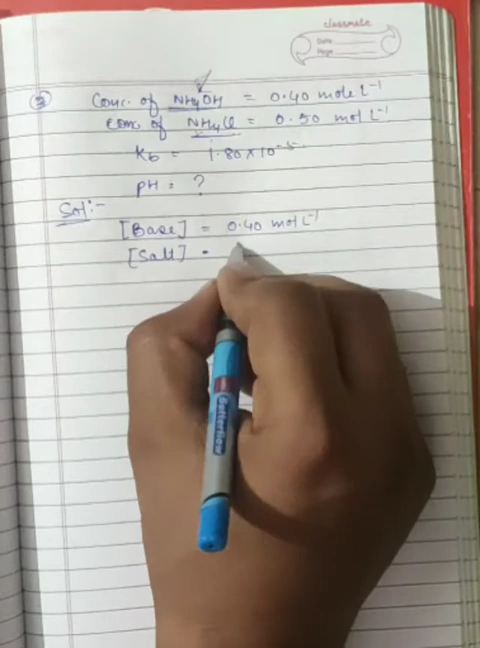 classmate
Date
Page
③ Conc. of NH4OH = 0.40 mole L⁻¹
Conc of NH4Cl = 0.50 mol L⁻¹
Kb = 1.80 × 10⁻⁵
pH = ?
Sol:-
[Base] = 0.40 mol L⁻¹
[Salt] =
Butterflow